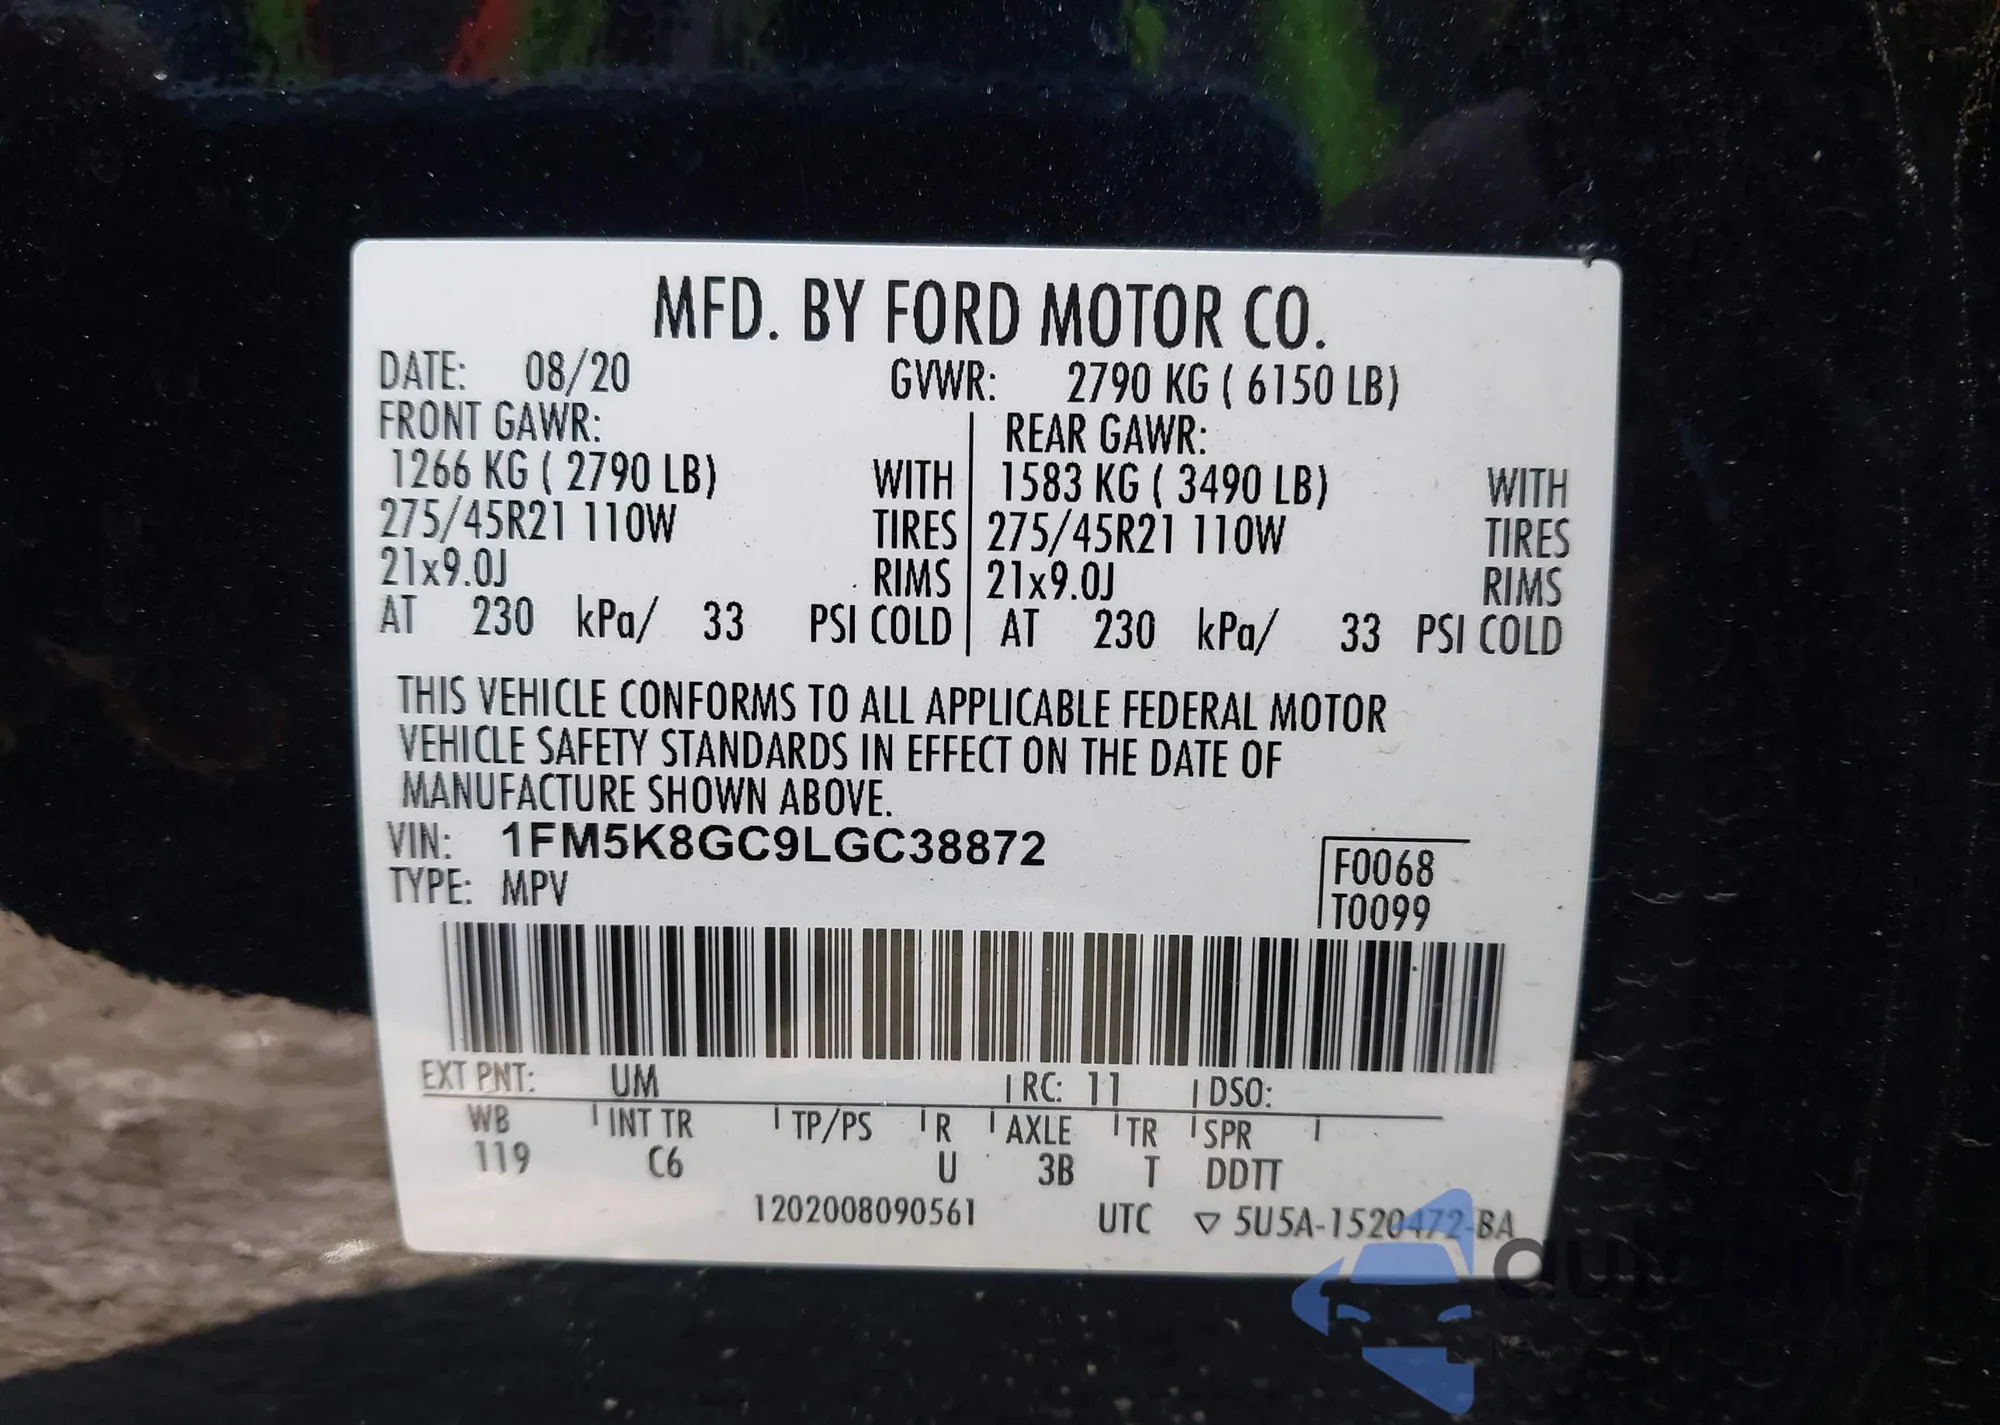 MFD. BY FORD MOTOR CO.
DATE: 08/20 GVWR: 2790 KG ( 6150 LB)
FRONT GAWR: REAR GAWR:
1266 KG ( 2790 LB) WITH 1583 KG ( 3490 LB) WITH
275/45R21 110W TIRES 275/45R21 110W TIRES
21x9.0J RIMS 21x9.0J RIMS
AT 230 kPa/ 33 PSI COLD AT 230 kPa/ 33 PSI COLD
THIS VEHICLE CONFORMS TO ALL APPLICABLE FEDERAL MOTOR
VEHICLE SAFETY STANDARDS IN EFFECT ON THE DATE OF
MANUFACTURE SHOWN ABOVE.
VIN: 1FM5K8GC9LGC38872
TYPE: MPV
F0068
T0099
EXT PNT: UM RC: 11 DSO:
WB INT TR TP/PS R AXLE TR SPR
119 C6 U 3B T DDTT
1202008090561 UTC ▽ 5U5A-1520472-BA